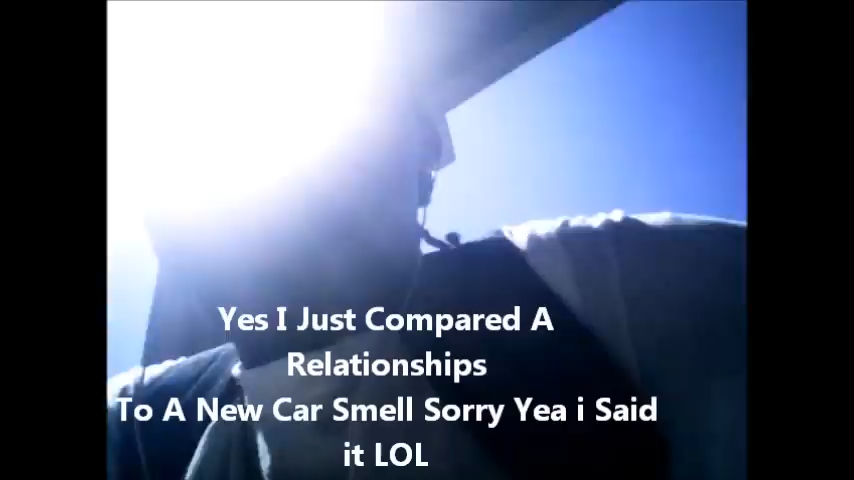 Yes I Just Compared A
Relationships
To A New Car Smell Sorry Yea i Said
it LOL